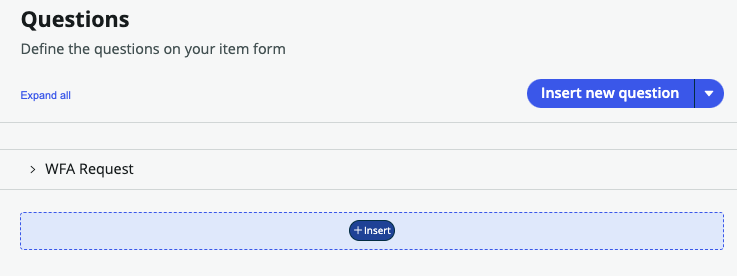 Questions
Define the questions on your item form
Expand all
Insert new question
WFA Request
+ Insert